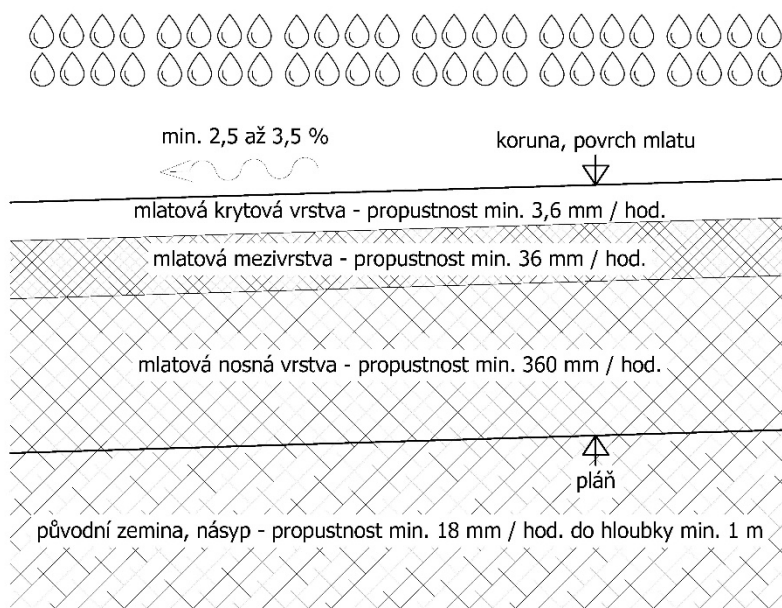 min. 2,5 až 3,5 %
koruna, povrch mlatu
mlatová krytová vrstva - propustnost min. 3,6 mm / hod.
mlatová mezivrstva - propustnost min. 36 mm / hod.
mlatová nosná vrstva - propustnost min. 360 mm / hod.
pláň
původní zemina, násyp - propustnost min. 18 mm / hod. do hloubky min. 1 m